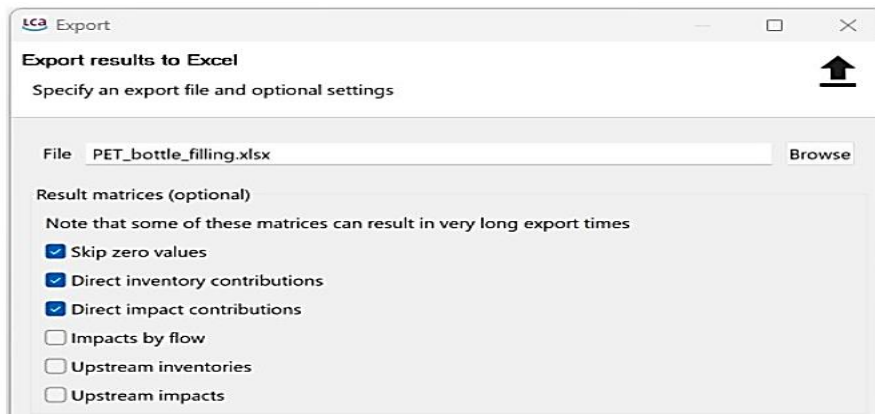 LCA Export
Export results to Excel
Specify an export file and optional settings
File PET_bottle_filling.xlsx Browse
Result matrices (optional)
Note that some of these matrices can result in very long export times
Skip zero values
Direct inventory contributions
Direct impact contributions
Impacts by flow
Upstream inventories
Upstream impacts